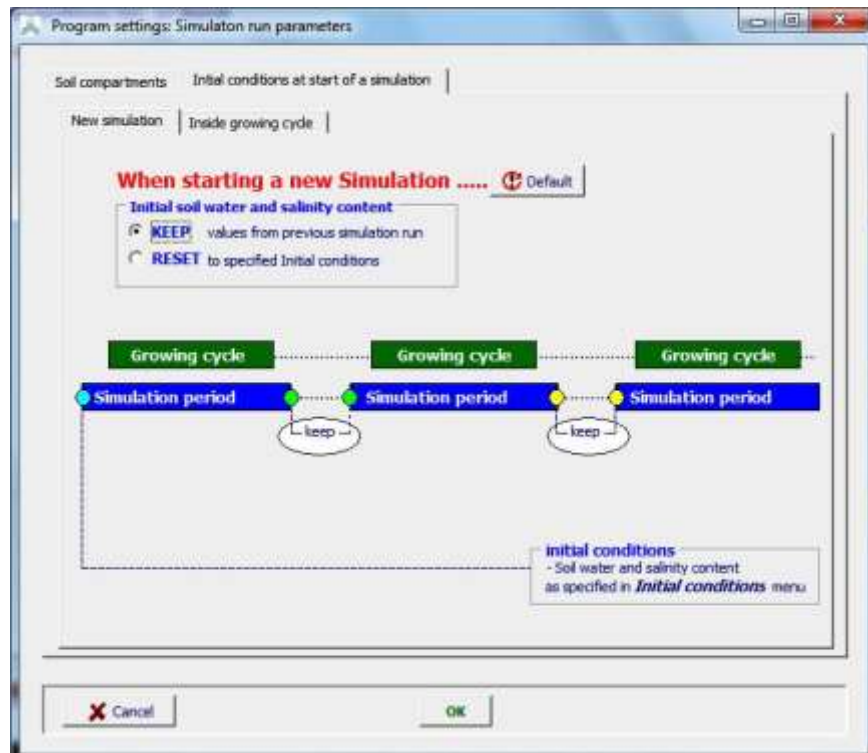 Program settings: Simulaton run parameters
Soil compartments Intial conditions at start of a simulation
New simulation Inside growing cycle
When starting a new Simulation ..... Default
Initial soil water and salinity content
KEEP values from previous simulation run
RESET to specified Initial conditions
Growing cycle Growing cycle Growing cycle
Simulation period Simulation period Simulation period
keep keep
initial conditions
- Soil water and salinity content
as specified in Initial conditions menu
Cancel OK